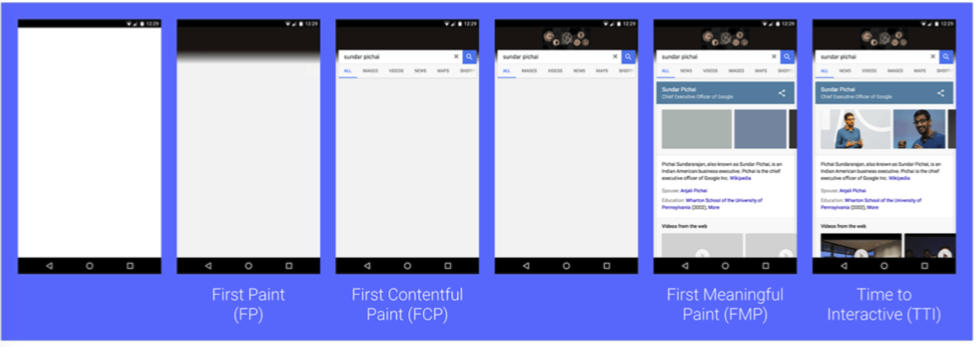 12:29
12:29
12:29
sundar pichai
ALL IMAGES VIDEOS NEWS MAPS
12:29
sundar pichai
ALL IMAGES VIDEOS NEWS MAPS
12:29
sundar pichai
ALL NEWS IMAGES VIDEOS MAPS
Sundar Pichai
Chief Executive Officer of Google
Pichai Sundararajan, also known as Sundar Pichai, is an
Indian American business executive. Pichai is the chief
executive officer of Google Inc. Wikipedia
Spouse: Anjali Pichai
Education: Wharton School of the University of
Pennsylvania (2002), More
Videos from the web
12:29
sundar pichai
ALL NEWS IMAGES VIDEOS MAPS
Sundar Pichai
Chief Executive Officer of Google
Pichai Sundararajan, also known as Sundar Pichai, is an
Indian American business executive. Pichai is the chief
executive officer of Google Inc. Wikipedia
Spouse: Anjali Pichai
Education: Wharton School of the University of
Pennsylvania (2002), More
Videos from the web
First Paint
(FP)
First Contentful
Paint (FCP)
First Meaningful
Paint (FMP)
Time to
Interactive (TTI)